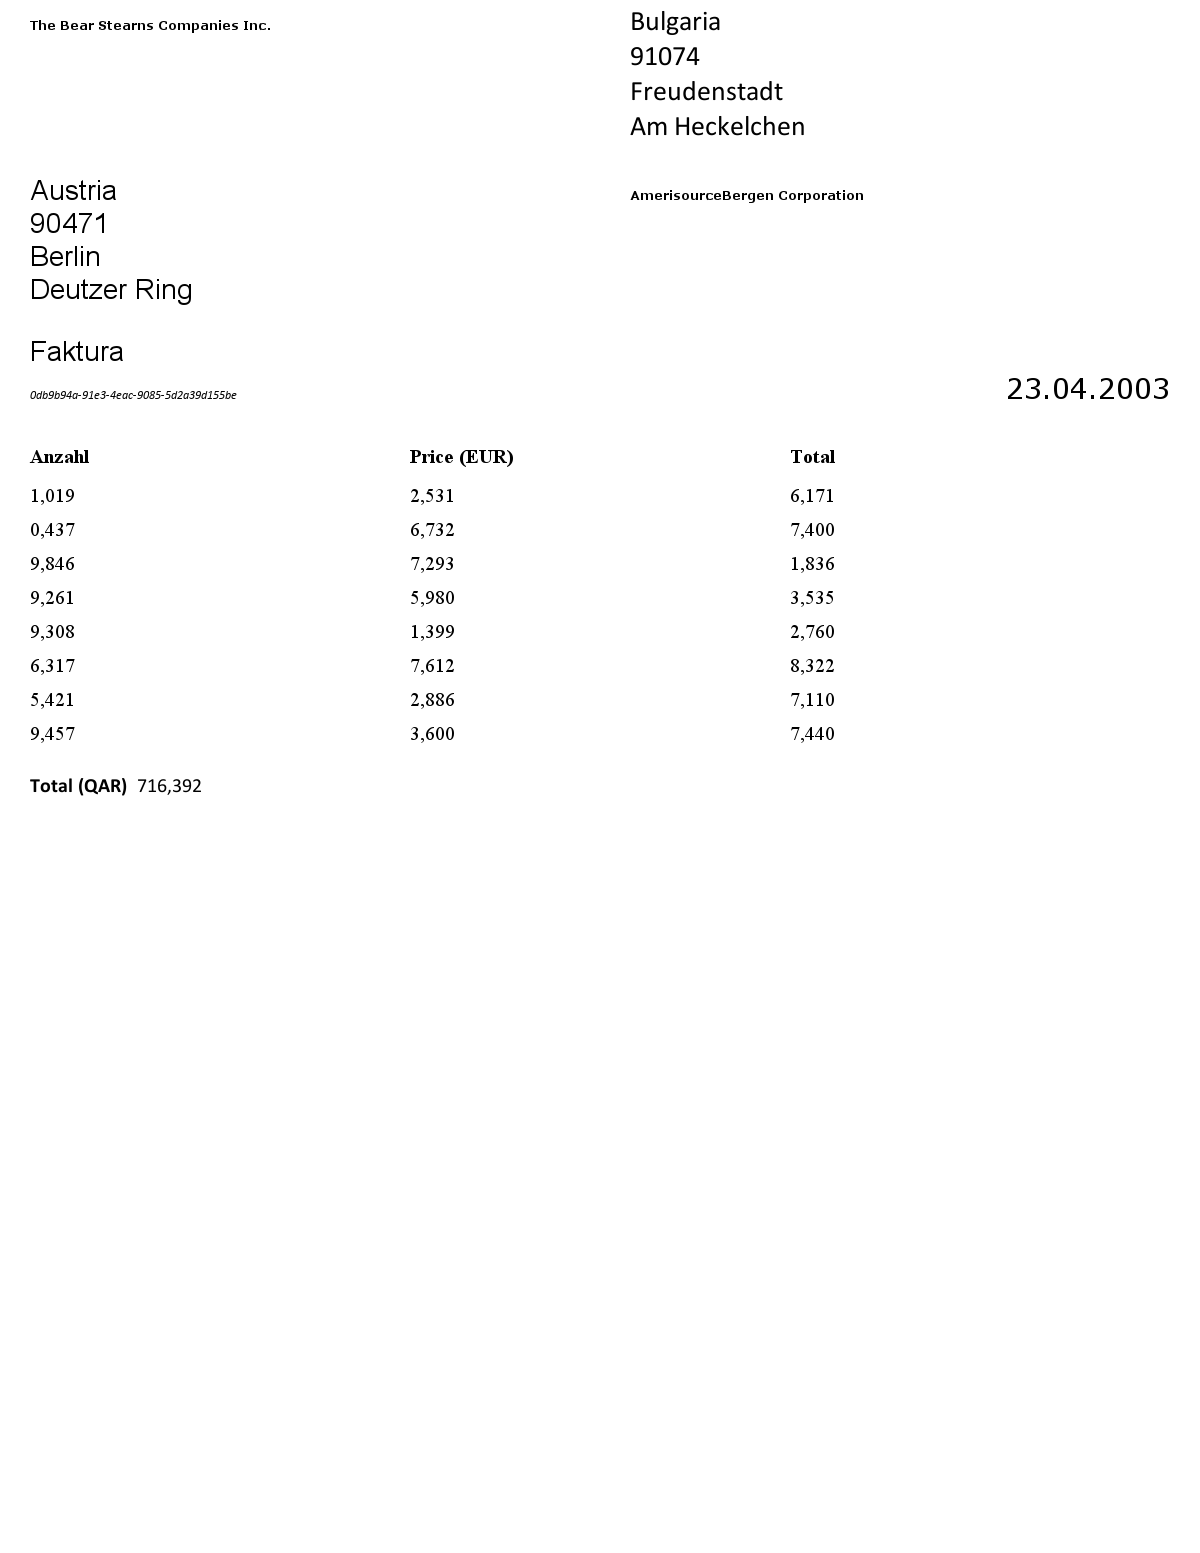 The Bear Stearns Companies Inc.
Bulgaria
91074
Freudenstadt
Am Heckelchen
Austria
90471
Berlin
Deutzer Ring
AmerisourceBergen Corporation
Faktura
0db9b94a-91e3-4eac-9085-5d2a39d155be
23.04.2003
Anzahl Price (EUR) Total
1,019 2,531 6,171
0,437 6,732 7,400
9,846 7,293 1,836
9,261 5,980 3,535
9,308 1,399 2,760
6,317 7,612 8,322
5,421 2,886 7,110
9,457 3,600 7,440
Total (QAR) 716,392